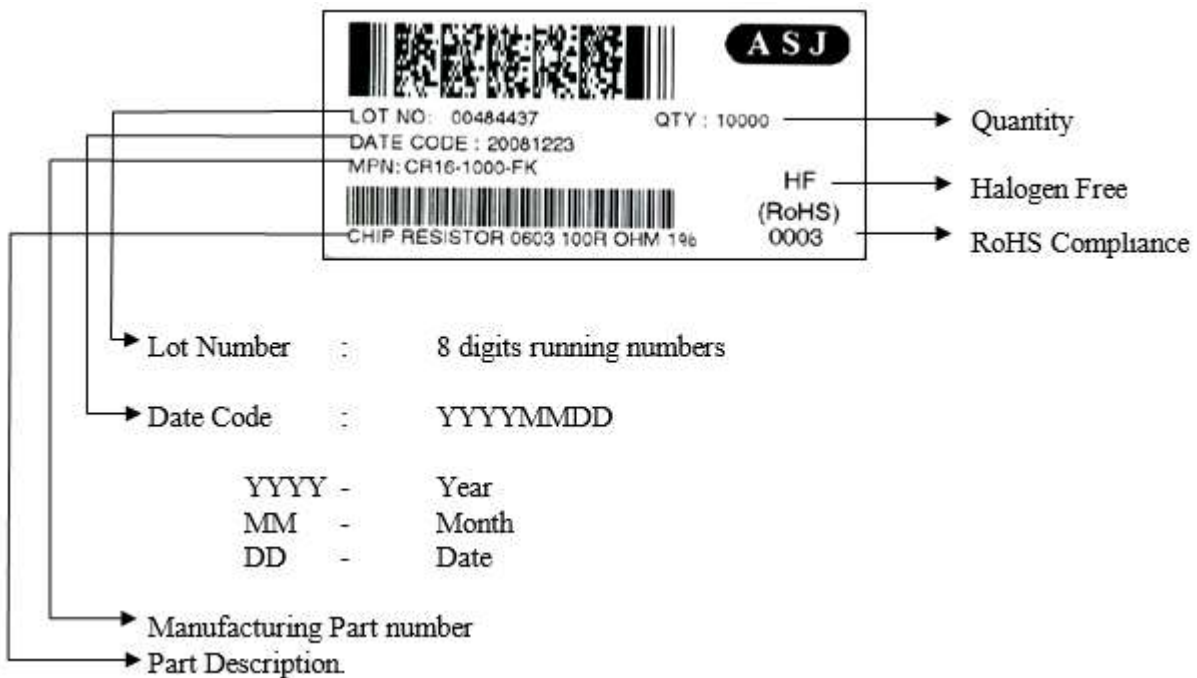 ASJ
LOT NO: 00484437 QTY : 10000
Quantity
DATE CODE : 20081223
MPN: CR16-1000-FK
HF
Halogen Free
(RoHS)
CHIP RESISTOR 0603 100R OHM 1%
0003
RoHS Compliance
Lot Number : 8 digits running numbers
Date Code : YYYYMMDD
YYYY - Year
MM - Month
DD - Date
Manufacturing Part number
Part Description.